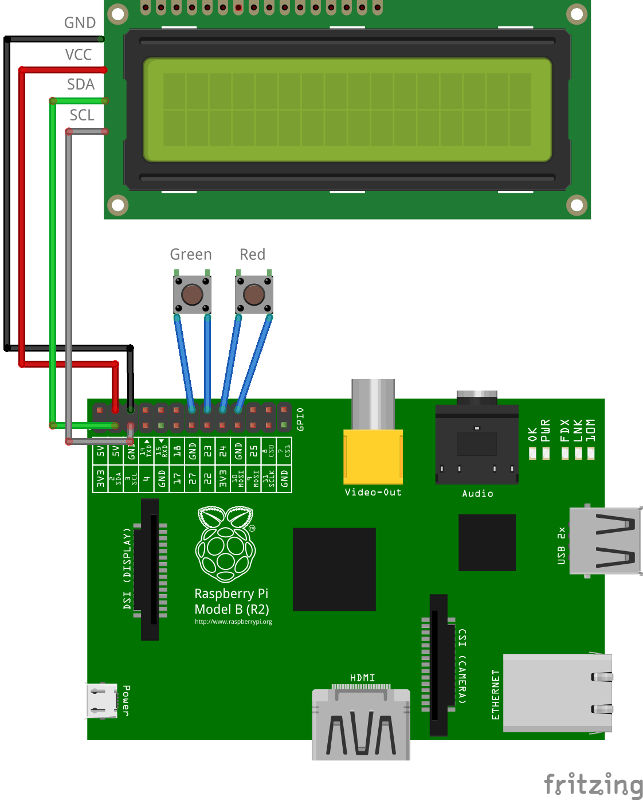 GND
VCC
SDA
SCL
Green
Red
GPIO
5V
5V
GND
14
TXD
15
RXD
18
GND
23
24
GND
25
8
CS0
7
CS1
3V3
2
SDA
3
SCL
4
GND
17
27
22
3V3
10
MOSI
9
MOSI
11
SCLK
GND
Video-Out
Audio
OK
PWR
FDX
LNK
10M
DSI (DISPLAY)
Raspberry Pi
Model B (R2)
http://www.raspberrypi.org
USB 2x
CSI (CAMERA)
ETHERNET
HDMI
Power
fritzing